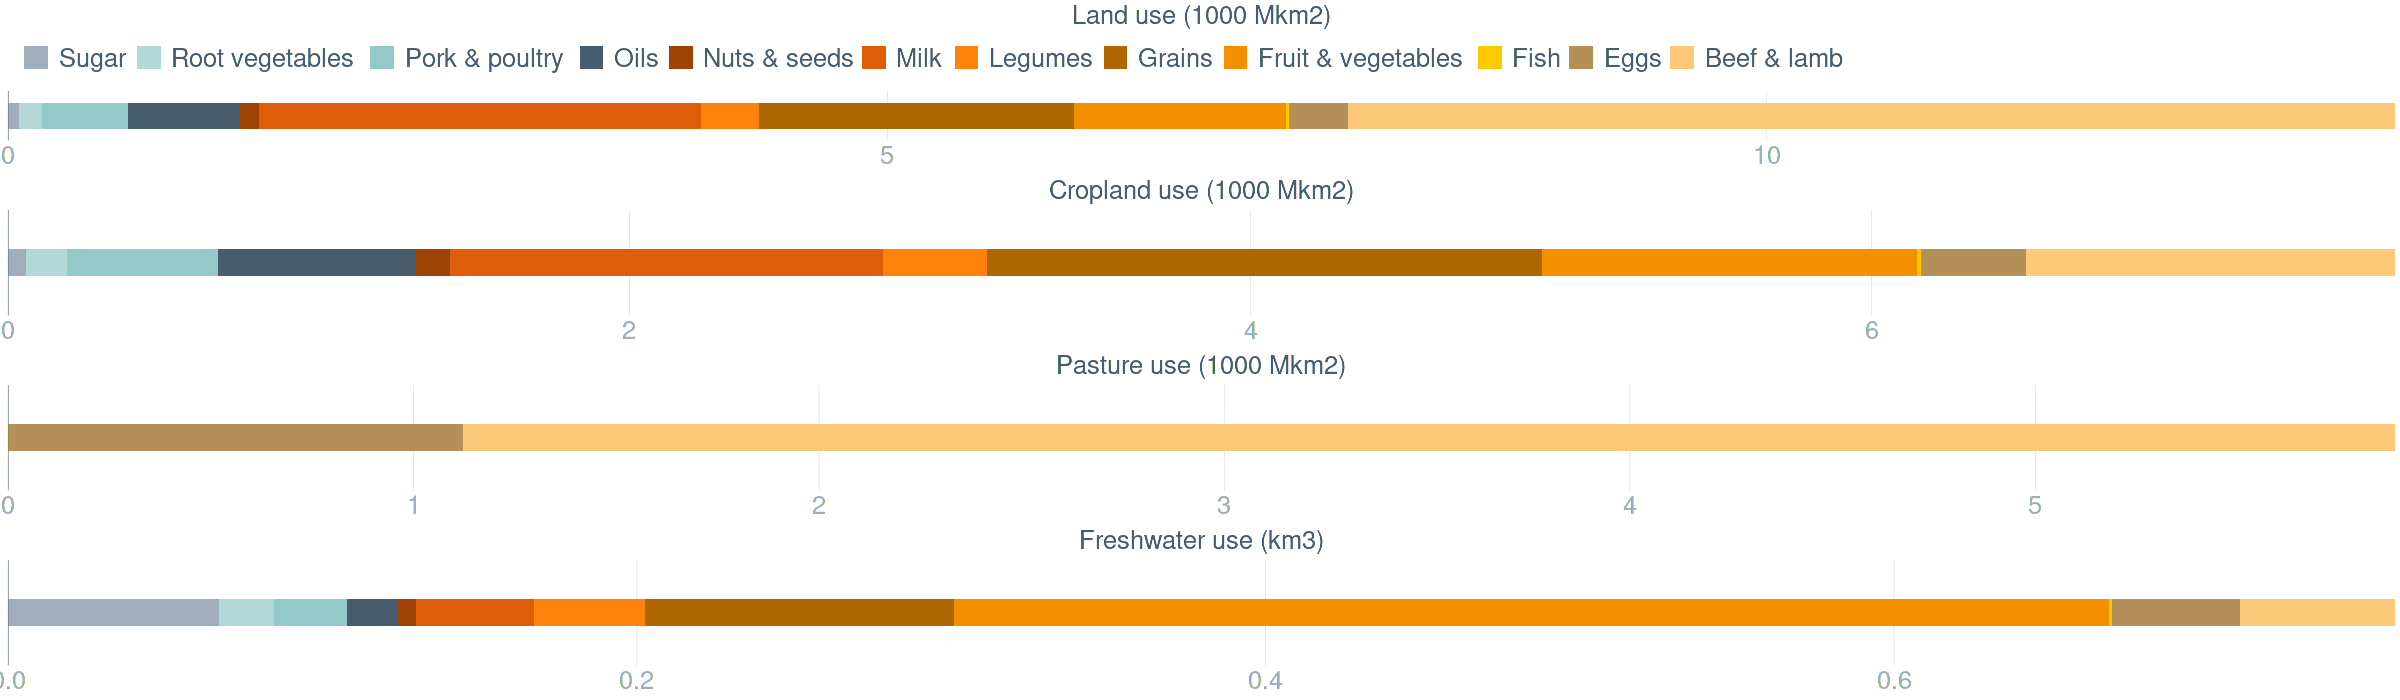 Land use (1000 Mkm2)
Sugar Root vegetables Pork & poultry Oils Nuts & seeds Milk Legumes Grains Fruit & vegetables Fish Eggs Beef & lamb
0 5 10
Cropland use (1000 Mkm2)
0 2 4 6
Pasture use (1000 Mkm2)
0 1 2 3 4 5
Freshwater use (km3)
0.0 0.2 0.4 0.6